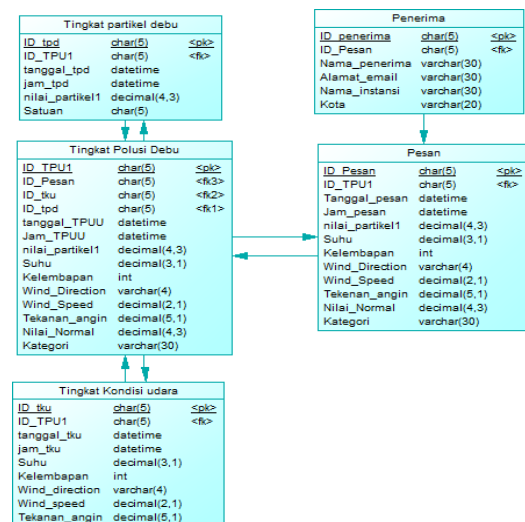 Tingkat partikel debu
ID_tpd char(5) <pk>
ID_TPU1 char(5) <fk>
tanggal_tpd datetime
jam_tpd datetime
nilai_partikel1 decimal(4,3)
Satuan char(5)
Penerima
ID_penerima char(5) <pk>
ID_Pesan char(5) <fk>
Nama_penerima varchar(30)
Alamat_email varchar(30)
Nama_instansi varchar(30)
Kota varchar(20)
Tingkat Polusi Debu
ID_TPU1 char(5) <pk>
ID_Pesan char(5) <fk3>
ID_tku char(5) <fk2>
ID_tpd char(5) <fk1>
tanggal_TPUU datetime
Jam_TPUU datetime
nilai_partikel1 decimal(4,3)
Suhu decimal(3,1)
Kelembapan int
Wind_Direction varchar(4)
Wind_Speed decimal(2,1)
Tekanan_angin decimal(5,1)
Nilai_Normal decimal(4,3)
Kategori varchar(30)
Pesan
ID_Pesan char(5) <pk>
ID_TPU1 char(5) <fk>
Tanggal_pesan datetime
Jam_pesan datetime
nilai_partikel1 decimal(4,3)
Suhu decimal(3,1)
Kelembapan int
Wind_Direction varchar(4)
Wind_Speed decimal(2,1)
Tekenan_angin decimal(5,1)
Nilai_Normal decimal(4,3)
Kategori varchar(30)
Tingkat Kondisi udara
ID_tku char(5) <pk>
ID_TPU1 char(5) <fk>
tanggal_tku datetime
jam_tku datetime
Suhu decimal(3,1)
Kelembapan int
Wind_direction varchar(4)
Wind_speed decimal(2,1)
Tekanan_angin decimal(5,1)